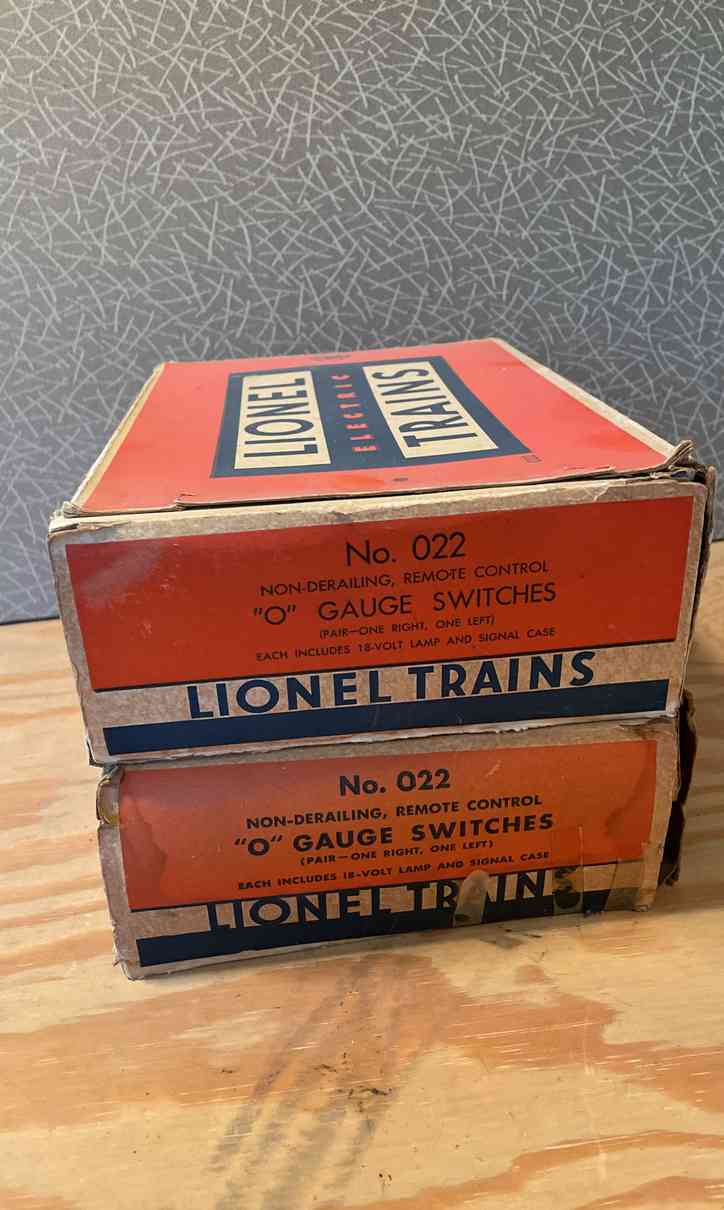 LIONEL
ELECTRIC
TRAINS
No. 022
NON-DERAILING, REMOTE CONTROL
"O" GAUGE SWITCHES
(PAIR—ONE RIGHT, ONE LEFT)
EACH INCLUDES 18-VOLT LAMP AND SIGNAL CASE
LIONEL TRAINS
No. 022
NON-DERAILING, REMOTE CONTROL
"O" GAUGE SWITCHES
(PAIR—ONE RIGHT, ONE LEFT)
EACH INCLUDES 18-VOLT LAMP AND SIGNAL CASE
LIONEL TRAINS